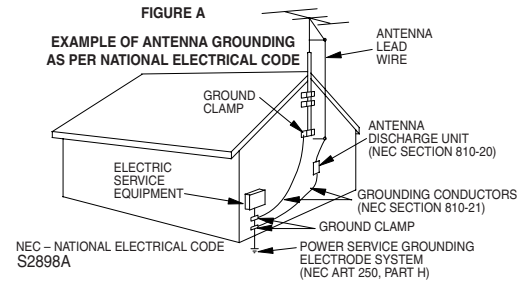 FIGURE A
EXAMPLE OF ANTENNA GROUNDING
AS PER NATIONAL ELECTRICAL CODE
ANTENNA
LEAD
WIRE
GROUND
CLAMP
ANTENNA
DISCHARGE UNIT
(NEC SECTION 810-20)
ELECTRIC
SERVICE
EQUIPMENT
GROUNDING CONDUCTORS
(NEC SECTION 810-21)
GROUND CLAMP
POWER SERVICE GROUNDING
ELECTRODE SYSTEM
(NEC ART 250, PART H)
NEC – NATIONAL ELECTRICAL CODE
S2898A